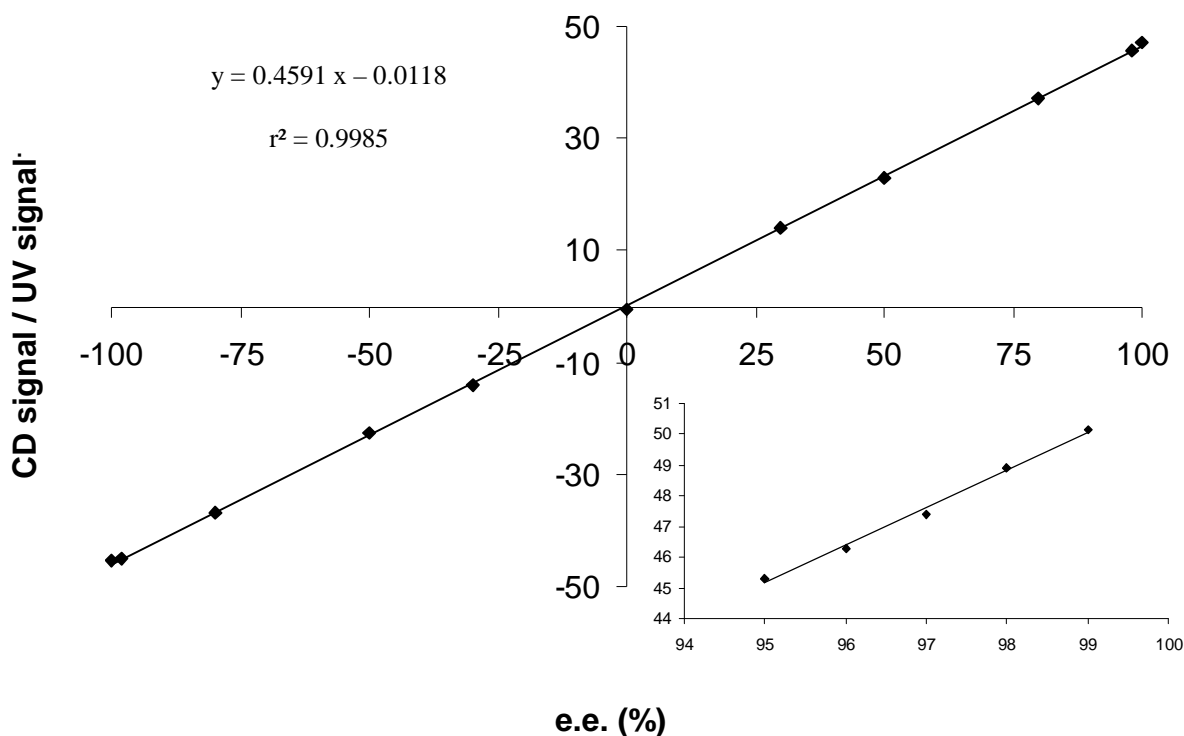 50
y = 0.4591 x – 0.0118
r² = 0.9985
30
10
CD signal / UV signal
-100 -75 -50 -25 0 25 50 75 100
-10
-30
-50
51
50
49
48
47
46
45
44
94 95 96 97 98 99 100
e.e. (%)